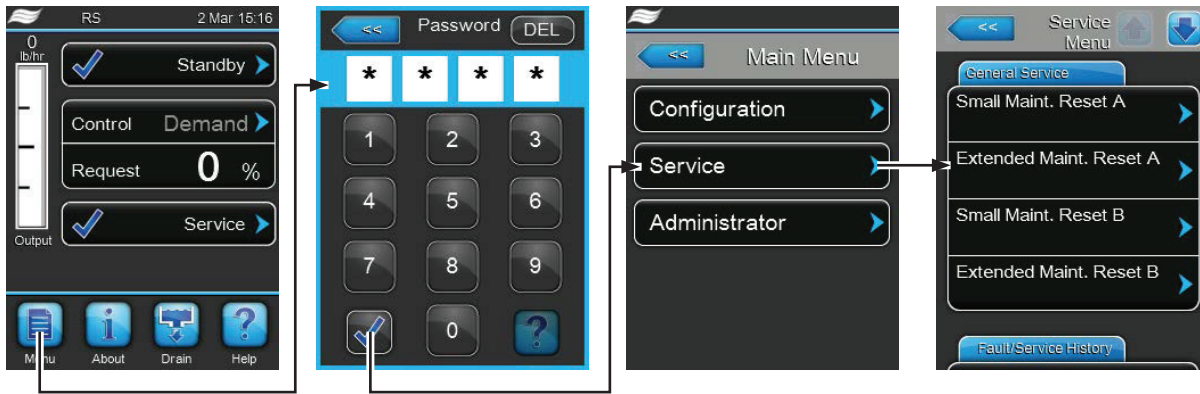 RS 2 Mar 15:16
0
lb/hr
Standby
Control Demand
Request 0 %
Service
Output
Menu About Drain Help
<< Password DEL
* * * *
1 2 3
4 5 6
7 8 9
0 ?
<< Main Menu
Configuration
Service
Administrator
<< Service
Menu
General Service
Small Maint. Reset A
Extended Maint. Reset A
Small Maint. Reset B
Extended Maint. Reset B
Fault/Service History